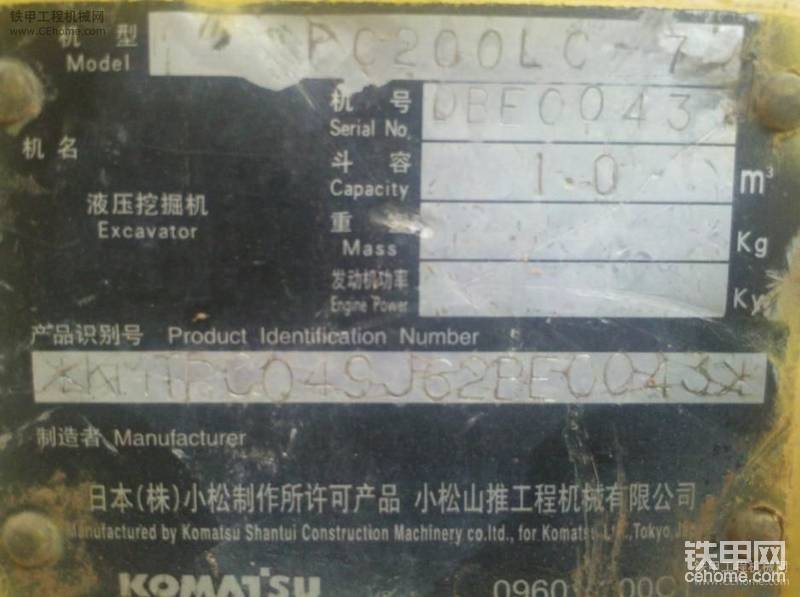 铁甲工程机械网
www.CEhome.com
机 型 PC200LC-7
Model
机 号 DBE0043
Serial No.
机 名
斗 容 1.0 m³
Capacity
液压挖掘机
Excavator
重
Mass Kg
发动机功率
Engine Power
产品识别号 Product Identification Number
制造者 Manufacturer
日本(株)小松制作所许可产品 小松山推工程机械有限公司
Manufactured by Komatsu Shantui Construction Machinery co.ltd., for Komatsu Ltd.,Tokyo,
KOMATSU
铁甲网
cehome.com